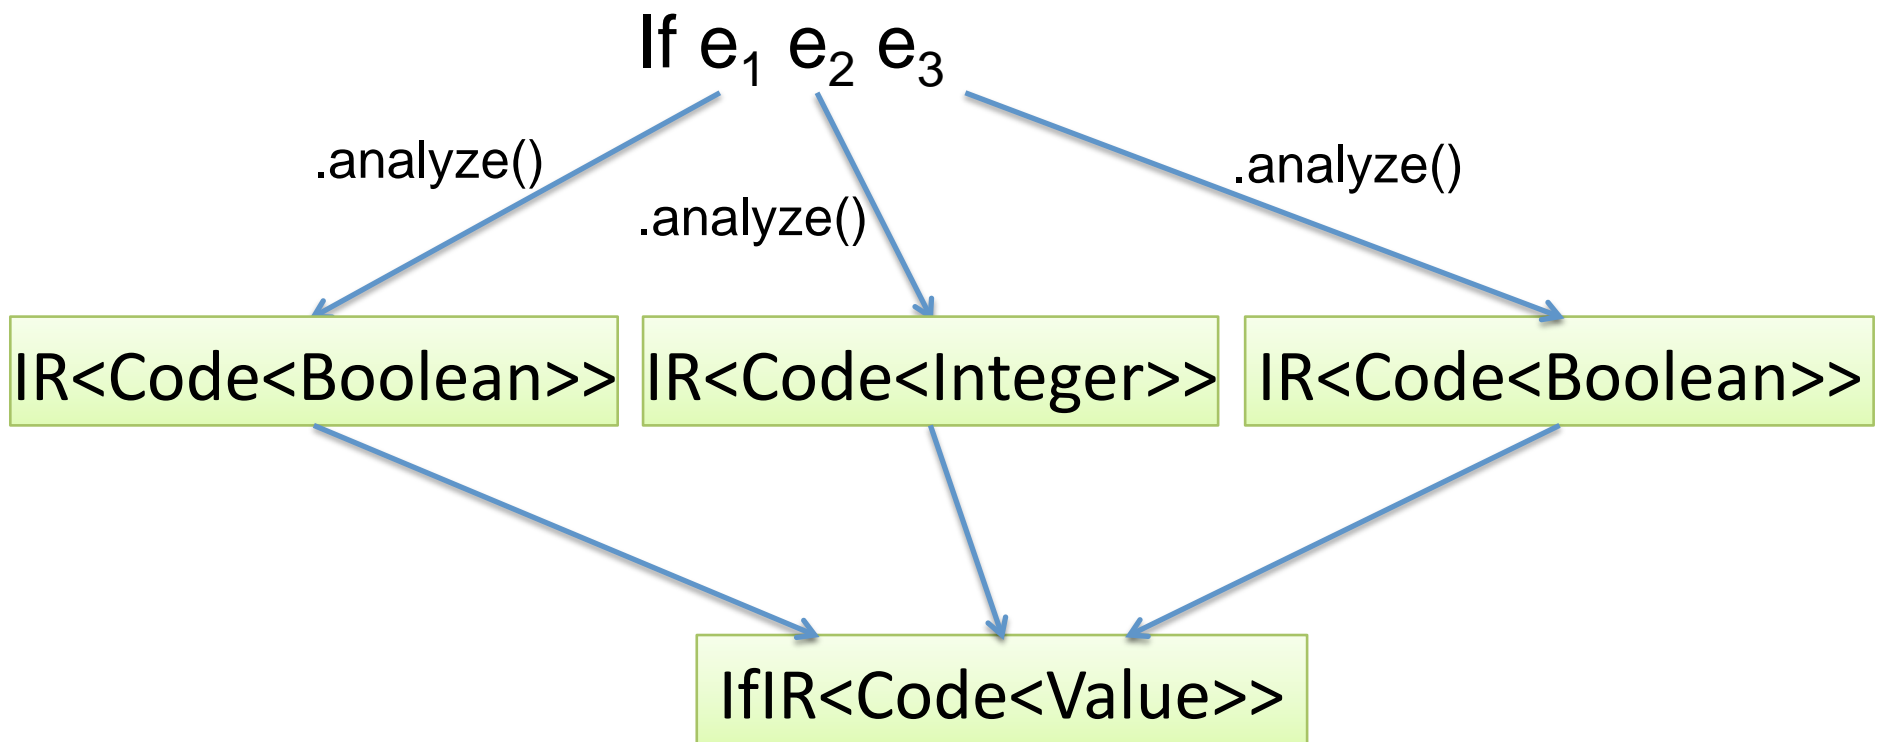 If e₁ e₂ e₃
.analyze()
.analyze()
.analyze()
IR<Code<Boolean>>
IR<Code<Integer>>
IR<Code<Boolean>>
IfIR<Code<Value>>